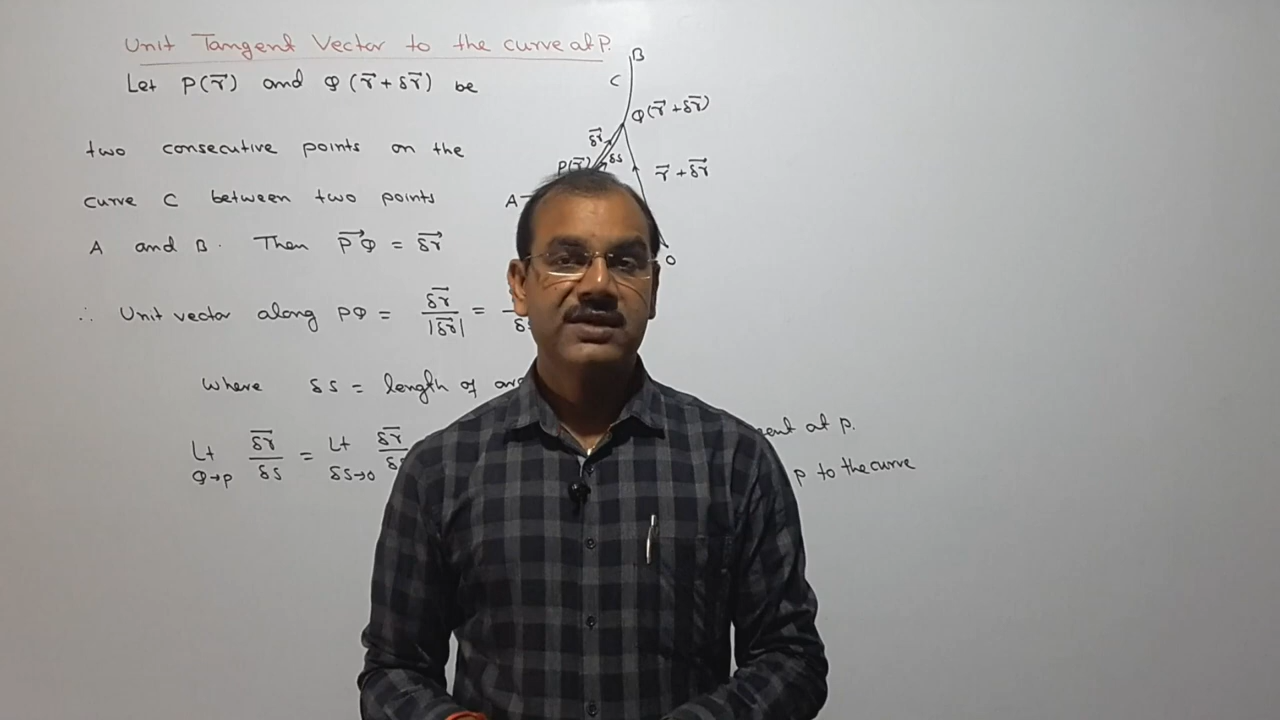 Unit Tangent Vector to the curve at P.
Let P(r⃗) and Q (r⃗+δr⃗) be
two consecutive points on the
curve C between two points
A and B. Then P⃗Q = δr⃗
∴ Unit vector along PQ = δr⃗/|δr⃗| =
Where δs = length of arc
Lt Q→P δr⃗/δs = Lt δs→0 δr⃗/δs
at P.
P to the curve
B
C
Q(r⃗+δr⃗)
δr⃗
δs
P(r⃗)
r⃗+δr⃗
A
O